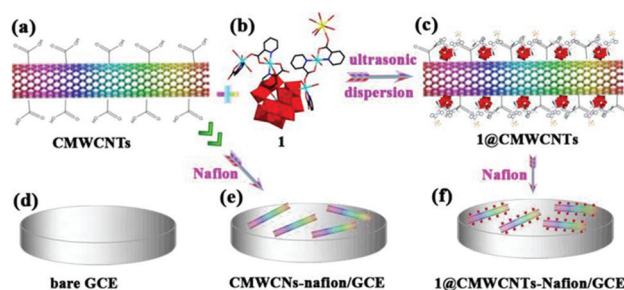 (a)
(b)
(c)
ultrasonic
dispersion
CMWCNTs
1
1@CMWCNTs
Nafion
Nafion
(d)
(e)
(f)
bare GCE
CMWCNs-nafion/GCE
1@CMWCNTs-Nafion/GCE